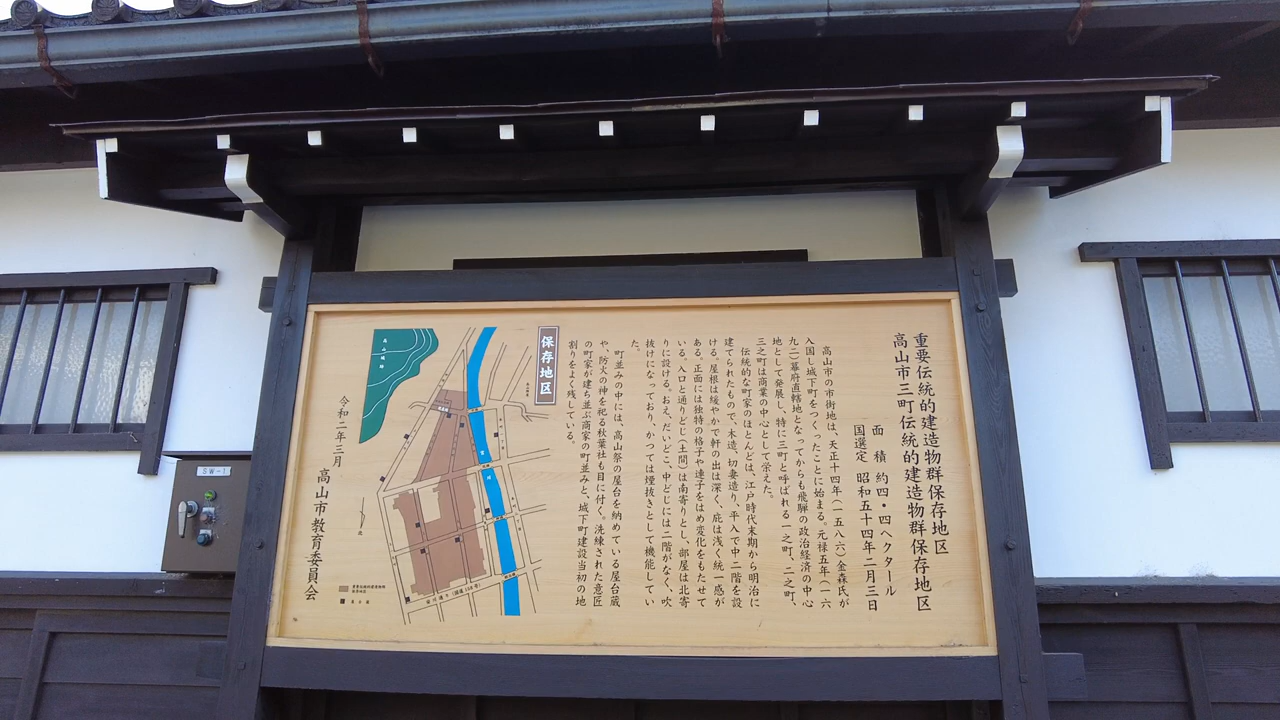 重要伝統的建造物群保存地区
高山市三町伝統的建造物群保存地区
面積 約四・四ヘクタール
国選定 昭和五十四年二月三日
高山市の市街地は、天正十四年(一五八六)金森氏が
入国し城下町をつくったことに始まる。元禄五年(一六
九二)幕府直轄地となってからも飛騨の政治経済の中心
地として発展し、特に三町と呼ばれる一之町、二之町、
三之町は商業の中心として栄えた。
伝統的な町家のほとんどは、江戸時代末期から明治に
建てられたもので、木造、切妻造り、平入で中二階を設
ける。屋根は緩やかで軒の出は深く、庇は浅く統一感が
ある。正面には独特の格子や連子をはめ変化をもたせて
いる。入口と通りどじ(土間)は南寄りとし、部屋は北寄
りに設ける。おえ、だいどこ、中どじには二階がなく、吹
抜けになっており、かつては煙抜きとして機能してい
た。
町並みの中には、高山祭の屋台を納めている屋台蔵
や、防火の神を祀る秋葉社も目に付く。洗練された意匠
の町家が建ち並ぶ商家の町並みと、城下町建設当初の地
割りをよく残している。
保存地区
宮川
令和二年三月
高山市教育委員会
SW-1